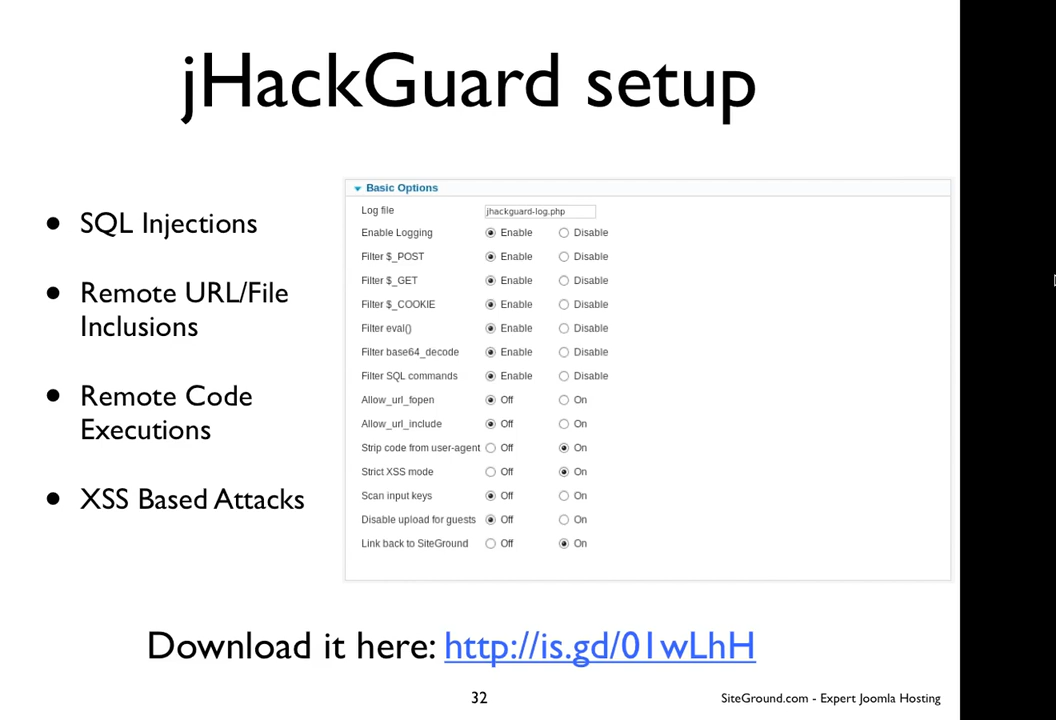 jHackGuard setup
• SQL Injections
• Remote URL/File
Inclusions
• Remote Code
Executions
• XSS Based Attacks
Basic Options
Log file jhackguard-log.php
Enable Logging Enable Disable
Filter $_POST Enable Disable
Filter $_GET Enable Disable
Filter $_COOKIE Enable Disable
Filter eval() Enable Disable
Filter base64_decode Enable Disable
Filter SQL commands Enable Disable
Allow_url_fopen Off On
Allow_url_include Off On
Strip code from user-agent Off On
Strict XSS mode Off On
Scan input keys Off On
Disable upload for guests Off On
Link back to SiteGround Off On
Download it here: http://is.gd/01wLhH
32
SiteGround.com - Expert Joomla Hosting